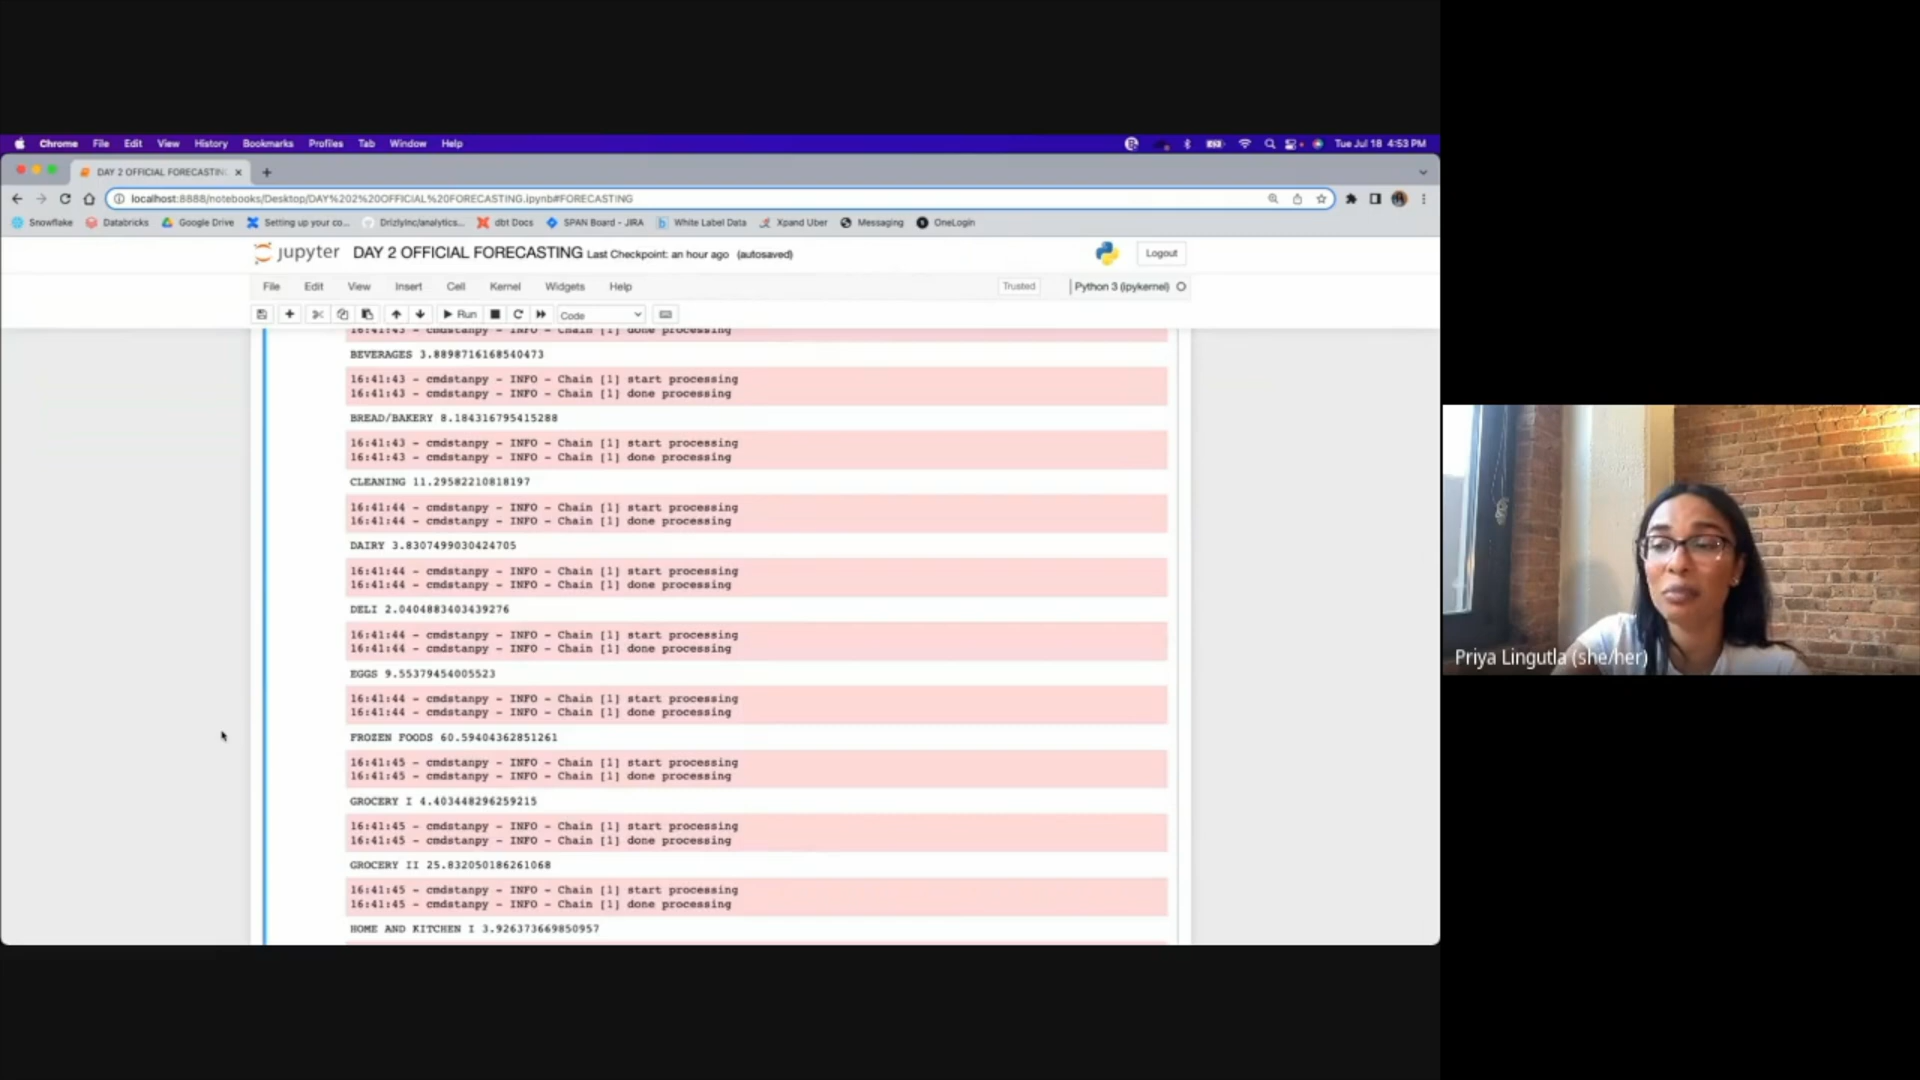 Chrome File Edit View History Bookmarks Profiles Tab Window Help Tue Jul 18 4:53 PM
DAY 2 OFFICIAL FORECASTING
localhost:8888/notebooks/Desktop/DAY%202%20OFFICIAL%20FORECASTING.ipynb#FORECASTING
Snowflake Databricks Google Drive Setting up your co... DrizlyInc/analytics... dbt Docs SPAN Board - JIRA White Label Data Xpand Uber Messaging OneLogin
jupyter DAY 2 OFFICIAL FORECASTING Last Checkpoint: an hour ago (autosaved) Logout
File Edit View Insert Cell Kernel Widgets Help Trusted Python 3 (ipykernel)
Run Code
16:41:43 - cmdstanpy - INFO - Chain [1] done processing
BEVERAGES 3.8898716168540473
16:41:43 - cmdstanpy - INFO - Chain [1] start processing
16:41:43 - cmdstanpy - INFO - Chain [1] done processing
BREAD/BAKERY 8.184316795415288
16:41:43 - cmdstanpy - INFO - Chain [1] start processing
16:41:43 - cmdstanpy - INFO - Chain [1] done processing
CLEANING 11.29582210818197
16:41:44 - cmdstanpy - INFO - Chain [1] start processing
16:41:44 - cmdstanpy - INFO - Chain [1] done processing
DAIRY 3.8307499030424705
16:41:44 - cmdstanpy - INFO - Chain [1] start processing
16:41:44 - cmdstanpy - INFO - Chain [1] done processing
DELI 2.0404883403439276
16:41:44 - cmdstanpy - INFO - Chain [1] start processing
16:41:44 - cmdstanpy - INFO - Chain [1] done processing
EGGS 9.55379454005523
16:41:44 - cmdstanpy - INFO - Chain [1] start processing
16:41:44 - cmdstanpy - INFO - Chain [1] done processing
FROZEN FOODS 60.59404362851261
16:41:45 - cmdstanpy - INFO - Chain [1] start processing
16:41:45 - cmdstanpy - INFO - Chain [1] done processing
GROCERY I 4.403448296259215
16:41:45 - cmdstanpy - INFO - Chain [1] start processing
16:41:45 - cmdstanpy - INFO - Chain [1] done processing
GROCERY II 25.832050186261068
16:41:45 - cmdstanpy - INFO - Chain [1] start processing
16:41:45 - cmdstanpy - INFO - Chain [1] done processing
HOME AND KITCHEN I 3.926373669850957
Priya Lingutla (she/her)